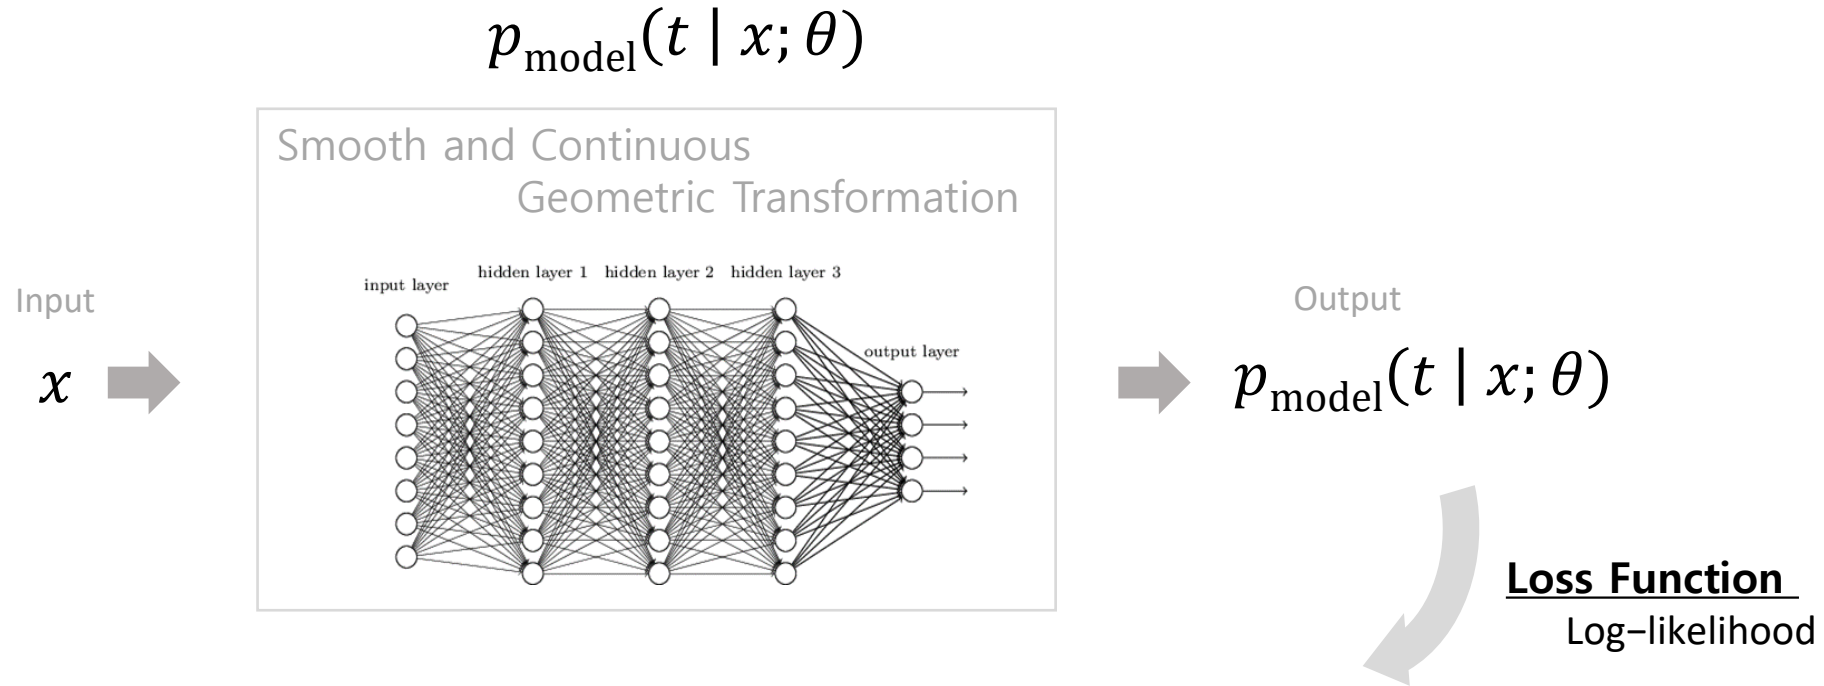 p_model(t | x; θ)
Smooth and Continuous
Geometric Transformation
input layer
hidden layer 1
hidden layer 2
hidden layer 3
output layer
Input
x
Output
p_model(t | x; θ)
Loss Function
Log-likelihood